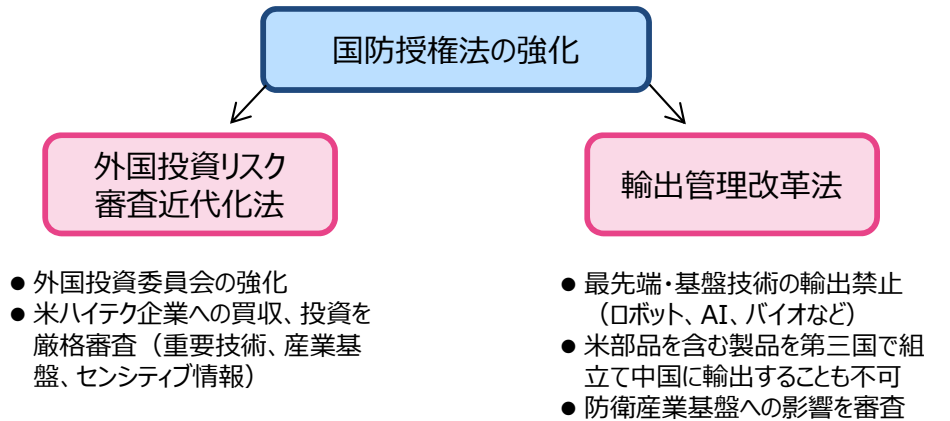 国防授権法の強化
外国投資リスク
審査近代化法
● 外国投資委員会の強化
● 米ハイテク企業への買収、投資を
厳格審査（重要技術、産業基
盤、センシティブ情報）
輸出管理改革法
● 最先端・基盤技術の輸出禁止
（ロボット、AI、バイオなど）
● 米部品を含む製品を第三国で組
立て中国に輸出することも不可
● 防衛産業基盤への影響を審査